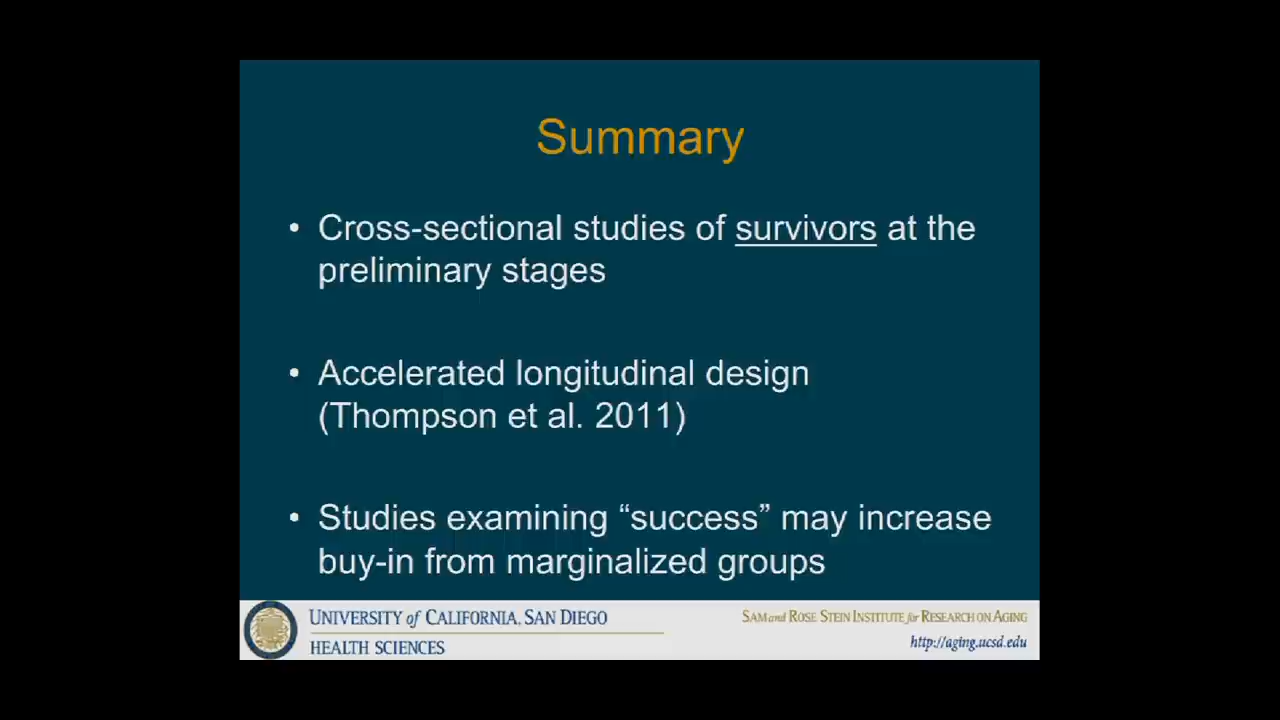 Summary
• Cross-sectional studies of survivors at the
preliminary stages
• Accelerated longitudinal design
(Thompson et al. 2011)
• Studies examining “success” may increase
buy-in from marginalized groups
UNIVERSITY of CALIFORNIA, SAN DIEGO
HEALTH SCIENCES
SAM and ROSE STEIN INSTITUTE for RESEARCH ON AGING
http://aging.ucsd.edu